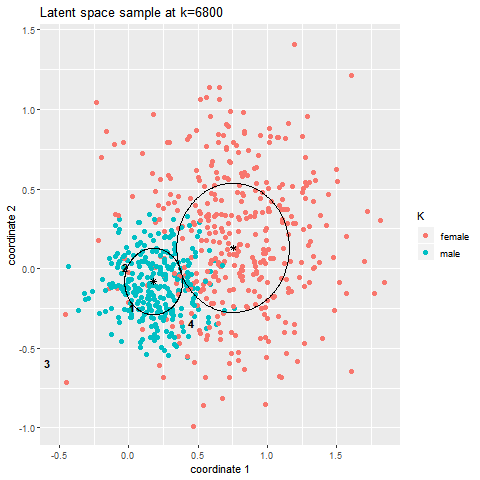 Latent space sample at k=6800
1.5
1.0
0.5
0.0
-0.5
-1.0
coordinate 2
2
1
4
3
-0.5 0.0 0.5 1.0 1.5
coordinate 1
K
female
male